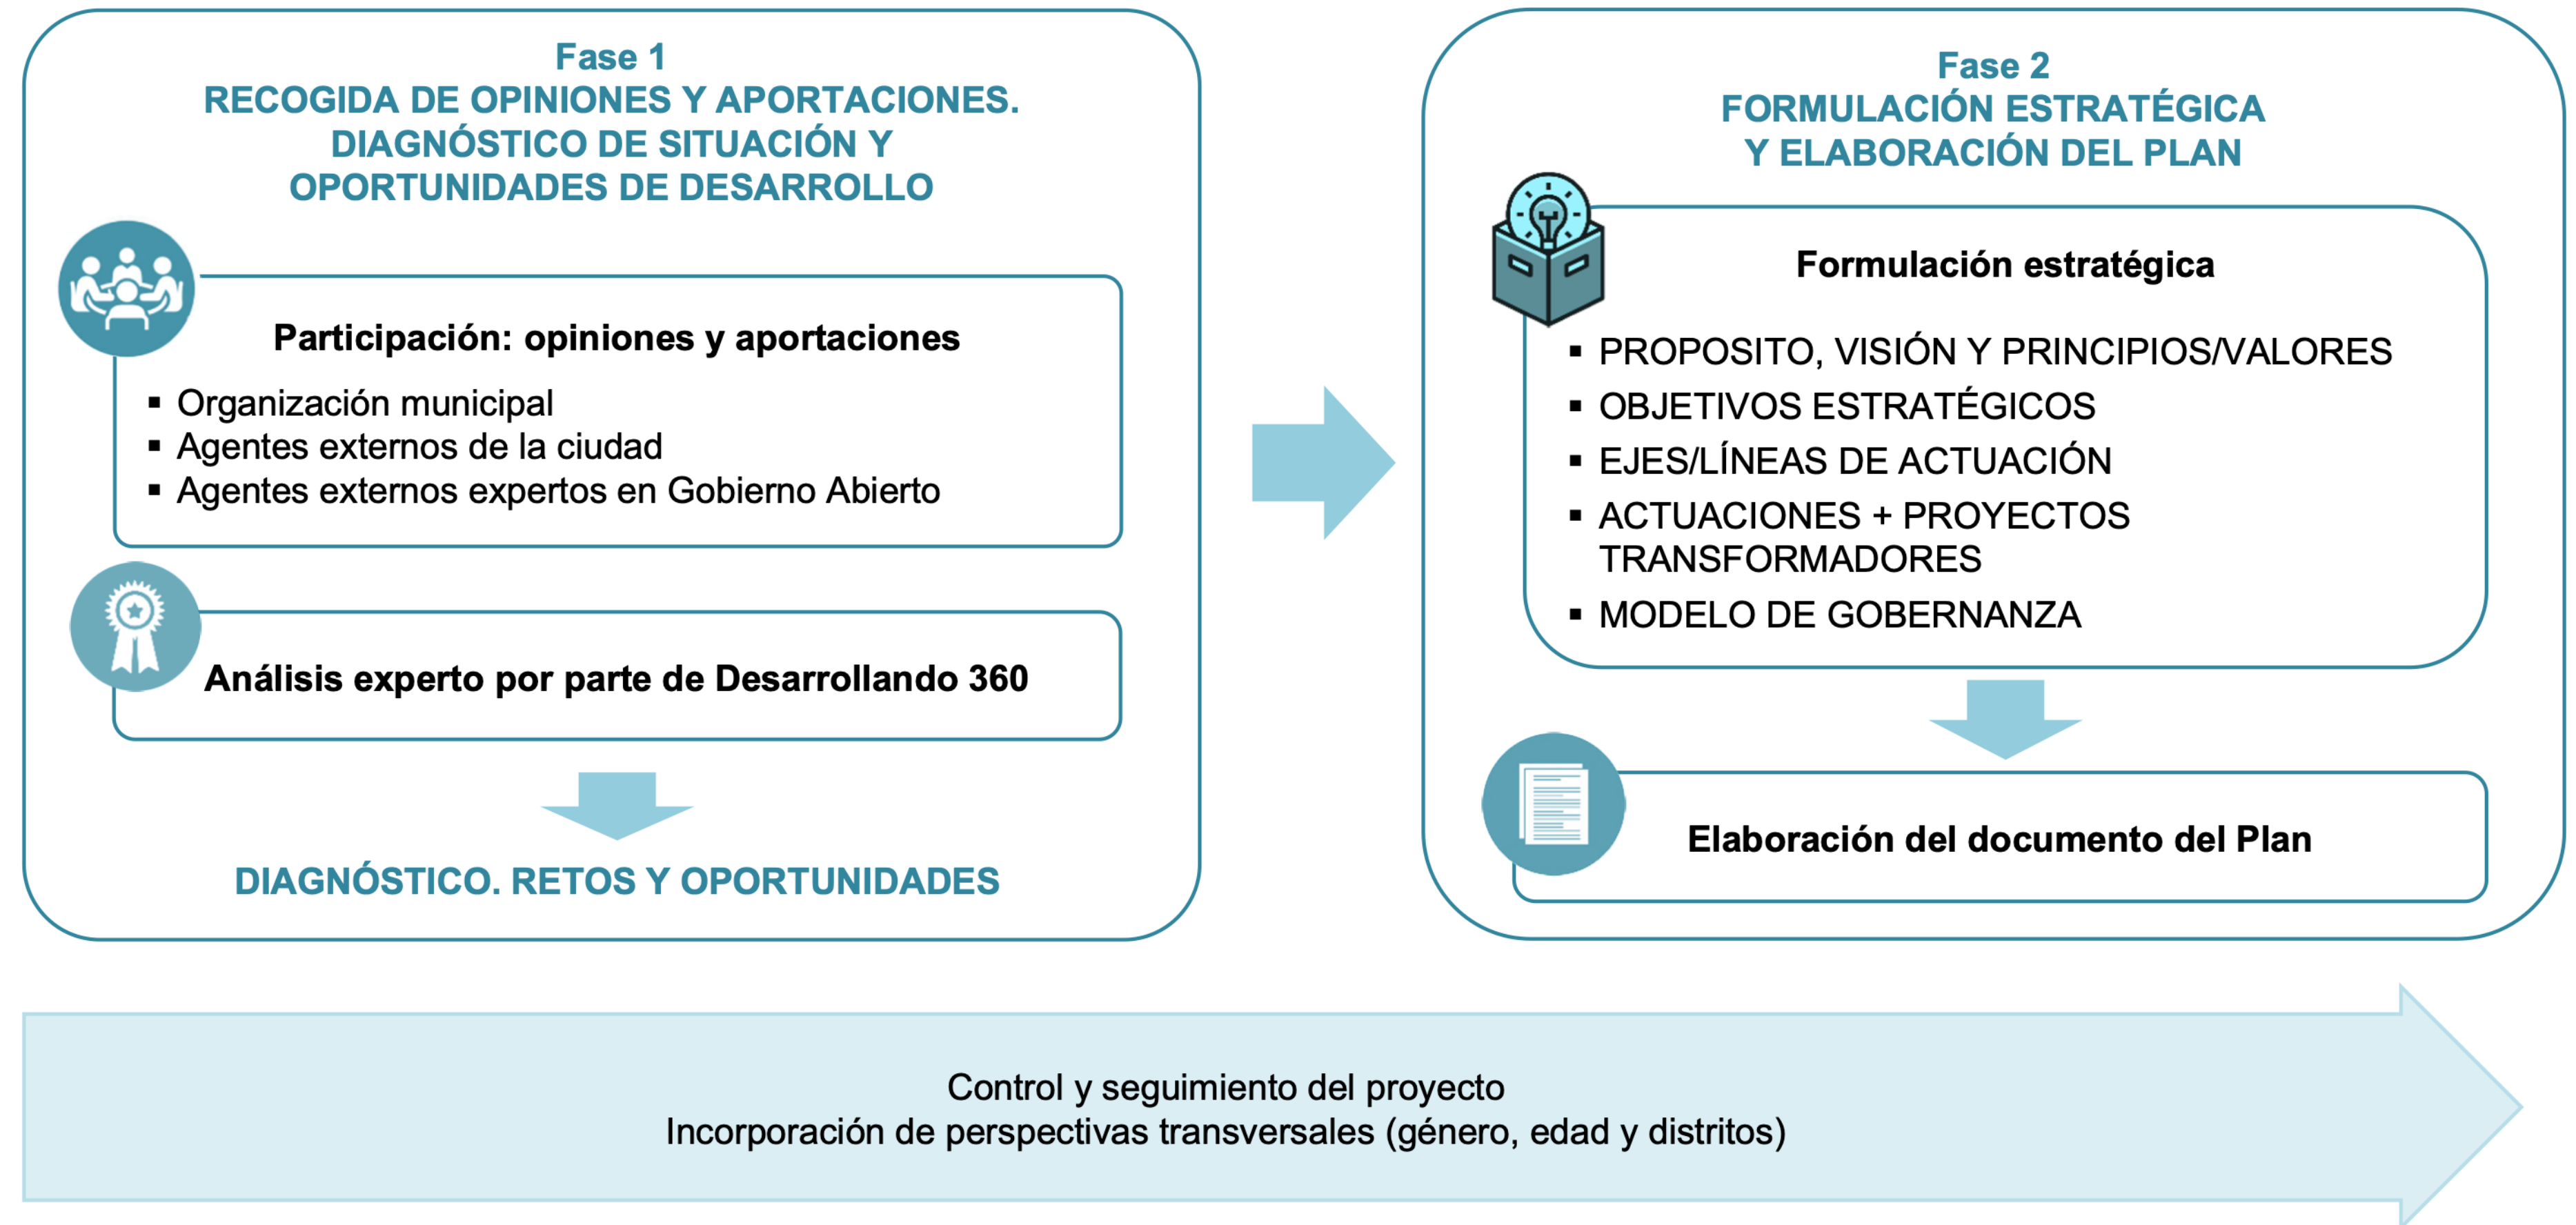 Fase 1
RECOGIDA DE OPINIONES Y APORTACIONES.
DIAGNÓSTICO DE SITUACIÓN Y
OPORTUNIDADES DE DESARROLLO
Participación: opiniones y aportaciones
▪ Organización municipal
▪ Agentes externos de la ciudad
▪ Agentes externos expertos en Gobierno Abierto
Análisis experto por parte de Desarrollando 360
DIAGNÓSTICO. RETOS Y OPORTUNIDADES
Fase 2
FORMULACIÓN ESTRATÉGICA
Y ELABORACIÓN DEL PLAN
Formulación estratégica
▪ PROPOSITO, VISIÓN Y PRINCIPIOS/VALORES
▪ OBJETIVOS ESTRATÉGICOS
▪ EJES/LÍNEAS DE ACTUACIÓN
▪ ACTUACIONES + PROYECTOS
TRANSFORMADORES
▪ MODELO DE GOBERNANZA
Elaboración del documento del Plan
Control y seguimiento del proyecto
Incorporación de perspectivas transversales (género, edad y distritos)